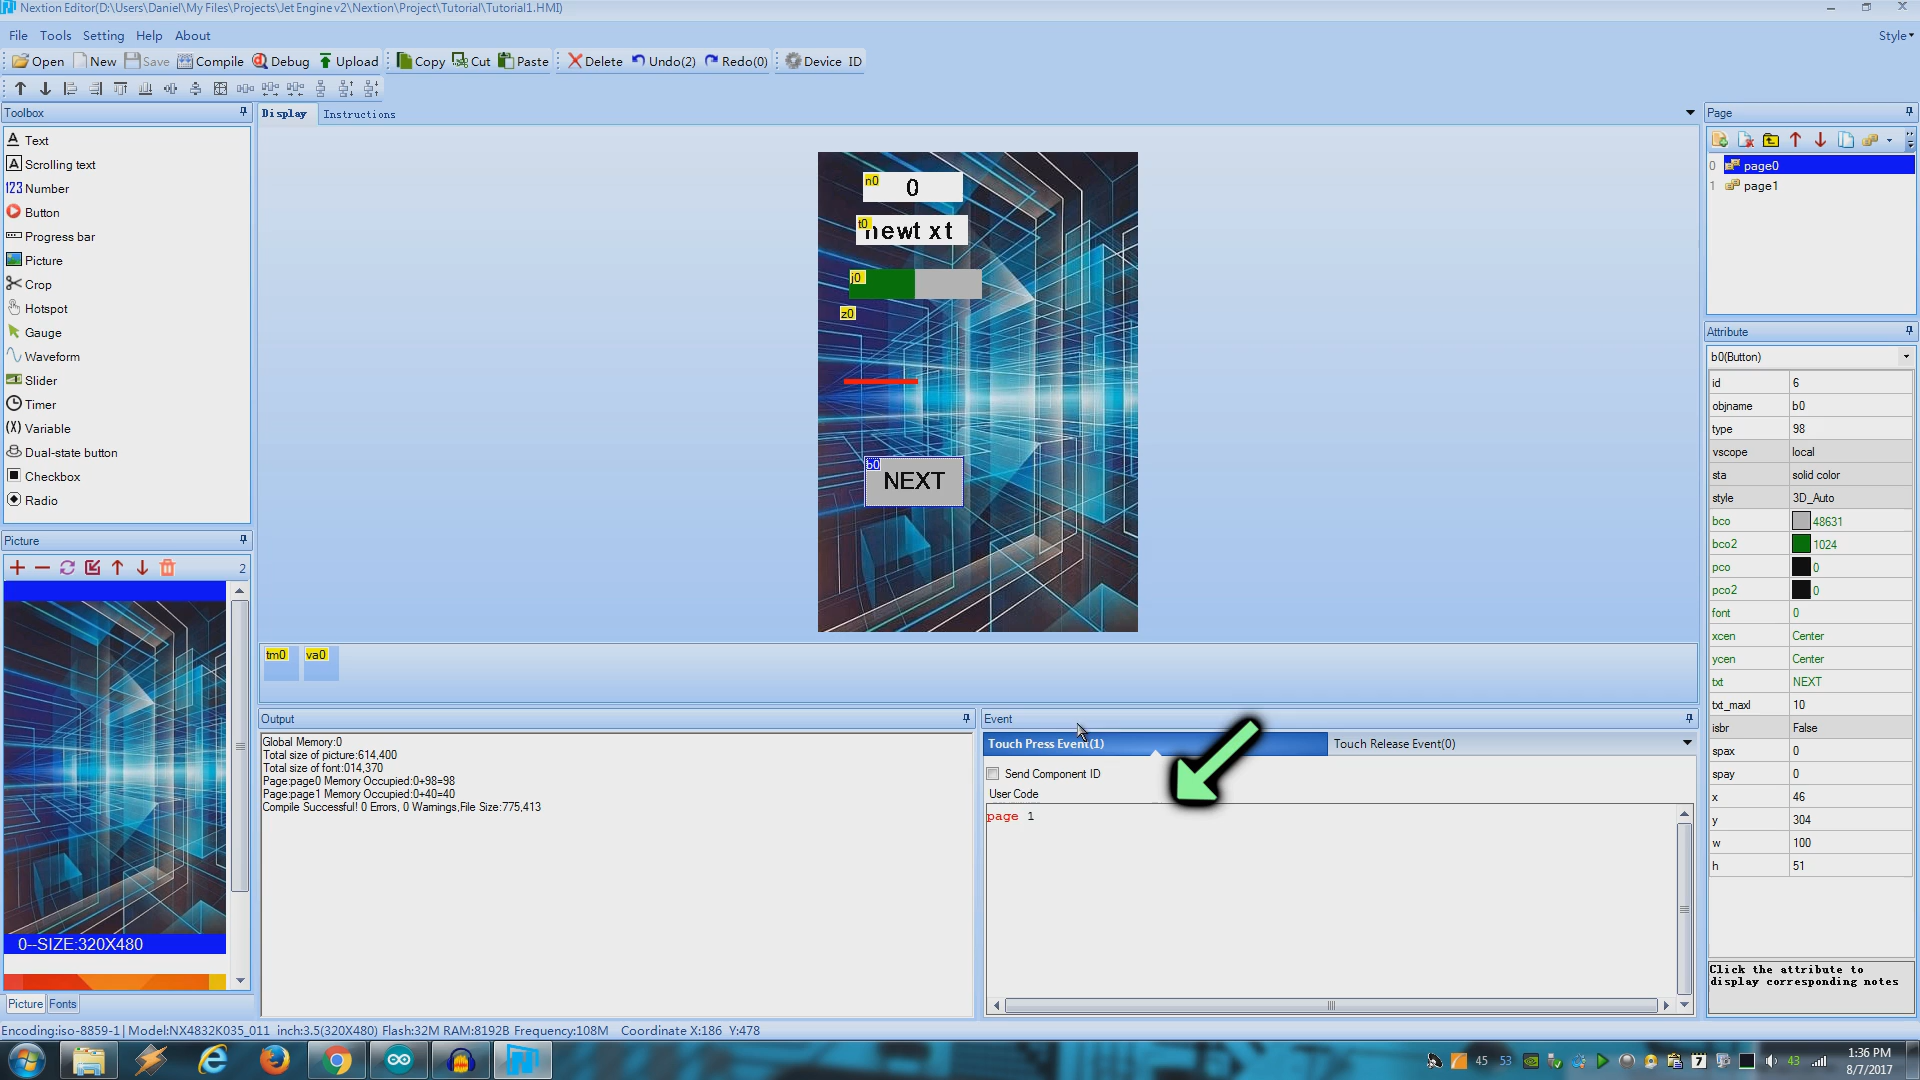 Nextion Editor(D:\Users\Daniel\My Files\Projects\Jet Engine v2\Nextion\Project\Tutorial\Tutorial1.HMI)
File Tools Setting Help About
Style
Open New Save Compile Debug Upload Copy Cut Paste Delete Undo(2) Redo(0) Device ID
Toolbox
Text
Scrolling text
123 Number
Button
Progress bar
Picture
Crop
Hotspot
Gauge
Waveform
Slider
Timer
(X) Variable
Dual-state button
Checkbox
Radio
Picture
2
0--SIZE:320X480
Picture Fonts
Display Instructions
n0 0
t0 newt xt
j0
z0
b0 NEXT
tm0 va0
Output
Global Memory:0
Total size of picture:614,400
Total size of font:014,370
Page:page0 Memory Occupied:0+98=98
Page:page1 Memory Occupied:0+40=40
Compile Successful! 0 Errors, 0 Warnings,File Size:775,413
Event
Touch Press Event(1) Touch Release Event(0)
Send Component ID
User Code
page 1
Page
0 page0
1 page1
Attribute
b0(Button)
id 6
objname b0
type 98
vscope local
sta solid color
style 3D_Auto
bco 48631
bco2 1024
pco 0
pco2 0
font 0
xcen Center
ycen Center
txt NEXT
txt_maxl 10
isbr False
spax 0
spay 0
x 46
y 304
w 100
h 51
Click the attribute to
display corresponding notes
Encoding:iso-8859-1| Model:NX4832K035_011 inch:3.5(320X480) Flash:32M RAM:8192B Frequency:108M Coordinate X:186 Y:478
45 53 7 43
1:36 PM
8/7/2017